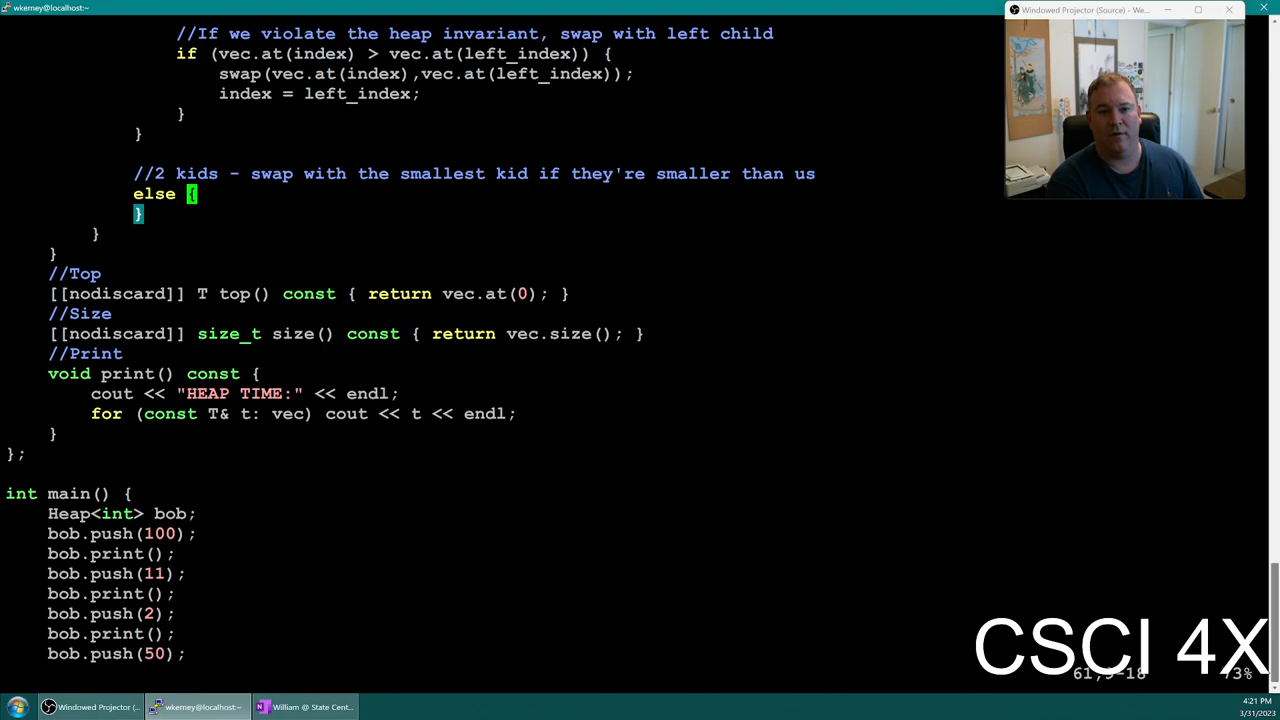 wkerney@localhost:~
Windowed Projector (Source) - We...
//If we violate the heap invariant, swap with left child
if (vec.at(index) > vec.at(left_index)) {
swap(vec.at(index),vec.at(left_index));
index = left_index;
}
}
//2 kids - swap with the smallest kid if they're smaller than us
else {
}
}
}
//Top
[[nodiscard]] T top() const { return vec.at(0); }
//Size
[[nodiscard]] size_t size() const { return vec.size(); }
//Print
void print() const {
cout << "HEAP TIME:" << endl;
for (const T& t: vec) cout << t << endl;
}
};
int main() {
Heap<int> bob;
bob.push(100);
bob.print();
bob.push(11);
bob.print();
bob.push(2);
bob.print();
bob.push(50);
CSCI 4X
73%
Windowed Projector (...
wkerney@localhost:~
William @ State Cent...
4:21 PM
3/31/2023